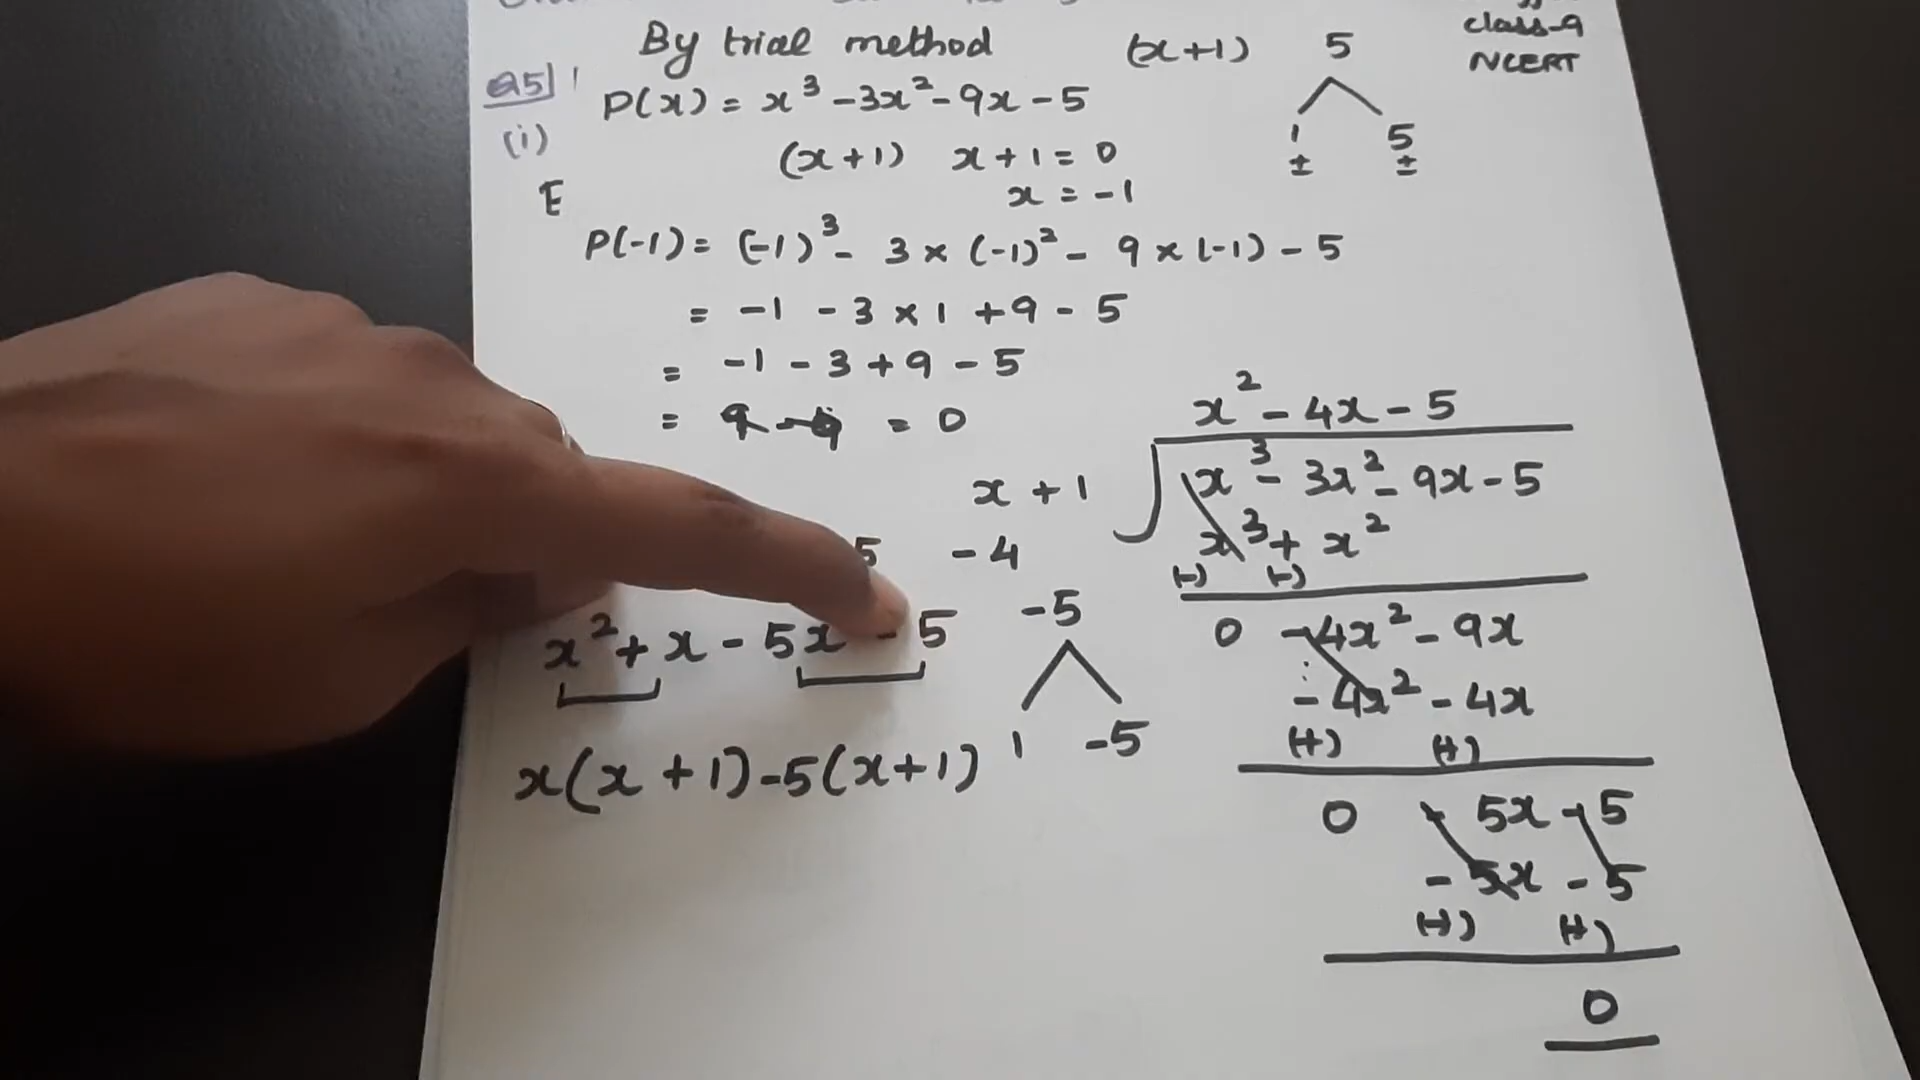 By trial method
(x+1)
5
class-9
NCERT
Q5
(i)
P(x) = x³ - 3x² - 9x - 5
1 5
± ±
(x+1) x + 1 = 0
E
x = -1
P(-1) = (-1)³ - 3 × (-1)² - 9 × (-1) - 5
= -1 - 3 × 1 + 9 - 5
= -1 - 3 + 9 - 5
= 9 - 9 = 0
x² - 4x - 5
x + 1
x³ - 3x² - 9x - 5
x³ + x²
(-) (-)
0 - 4x² - 9x
- 4x² - 4x
(+) (+)
0 - 5x - 5
- 5x - 5
(+) (+)
0
5 -4
x² + x - 5x - 5
-5
1 -5
x(x + 1) - 5(x+1)